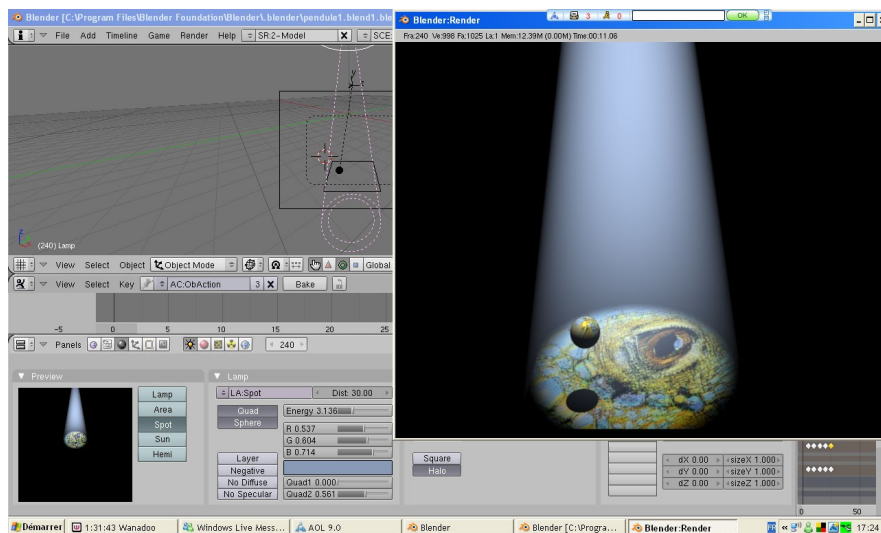 Blender [C:\Program Files\Blender Foundation\Blender\.blender\pendule1.blend1.ble
File Add Timeline Game Render Help SR:2-Model SCE:
(240) Lamp
View Select Object Object Mode Global
View Select Key AC:ObAction 3 X Bake
-5 0 5 10 15 20 25
Panels 240
Preview
Lamp
Area
Spot
Sun
Hemi
Lamp
LA:Spot Dist: 30.00
Quad Energy 3.136
Sphere
R 0.537
G 0.604
B 0.714
Layer
Negative
No Diffuse Quad1 0.000
No Specular Quad2 0.561
Blender:Render
3 0 OK
Fra:240 Ve:998 Fa:1025 La:1 Mem:12.39M (0.00M) Time:00:11.06
Square
Halo
dX 0.00 sizeX 1.000
dY 0.00 sizeY 1.000
dZ 0.00 sizeZ 1.000
0 50
Démarrer 1:31:43 Wanadoo Windows Live Mess... AOL 9.0 Blender Blender [C:\Progra... Blender:Render FR 17:24